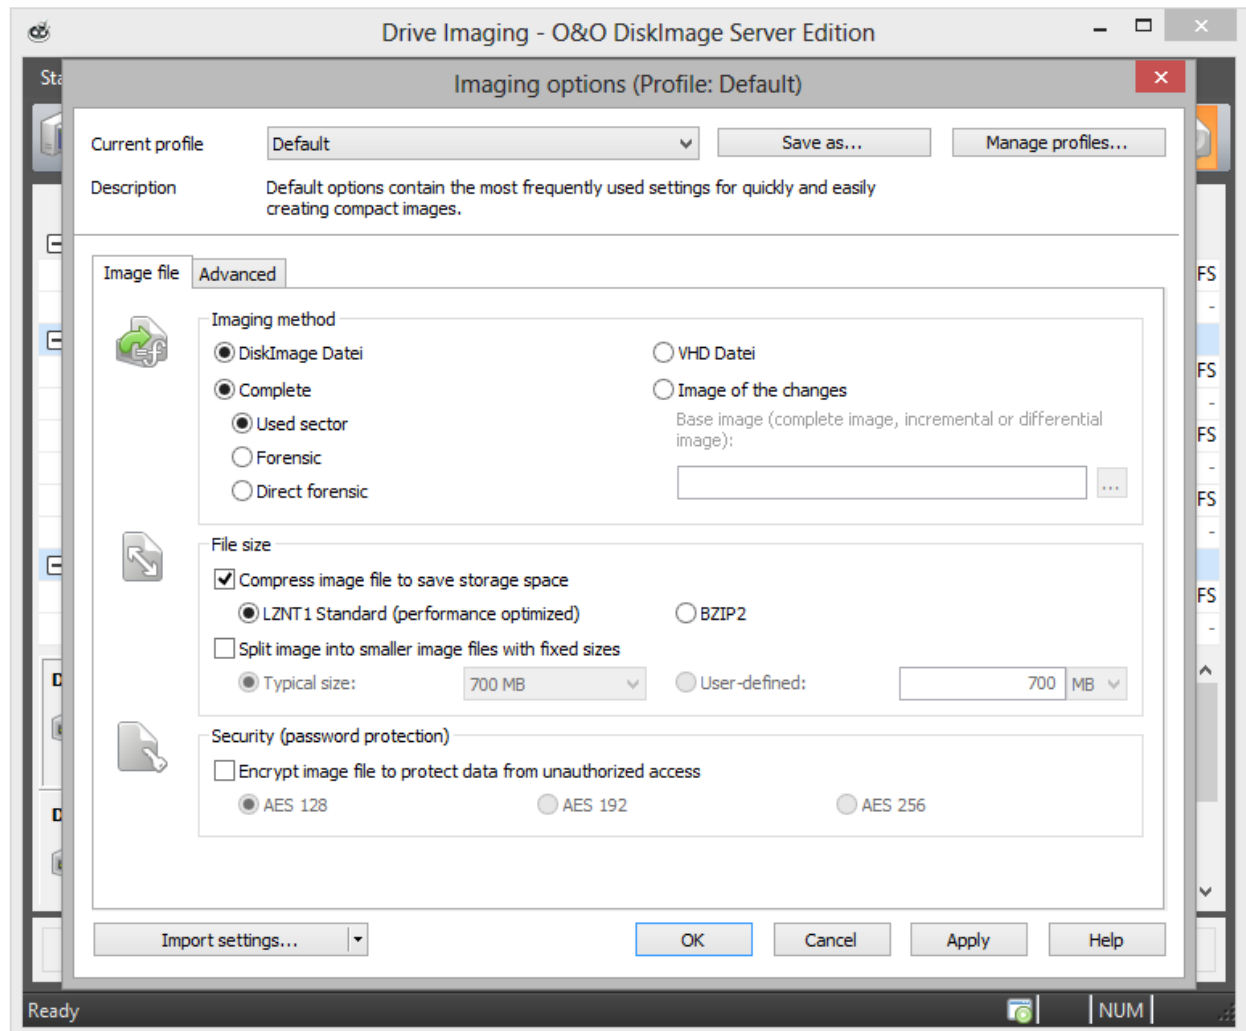 Drive Imaging - O&O DiskImage Server Edition
Sta
Imaging options (Profile: Default)
Current profile
Default
Save as...
Manage profiles...
Description
Default options contain the most frequently used settings for quickly and easily
creating compact images.
Image file
Advanced
FS
-
Imaging method
DiskImage Datei
VHD Datei
FS
Complete
Image of the changes
-
Used sector
Base image (complete image, incremental or differential
image):
FS
Forensic
-
Direct forensic
...
FS
-
File size
Compress image file to save storage space
FS
LZNT1 Standard (performance optimized)
BZIP2
-
Split image into smaller image files with fixed sizes
D
Typical size:
700 MB
User-defined:
700
MB
Security (password protection)
Encrypt image file to protect data from unauthorized access
AES 128
AES 192
AES 256
D
Import settings...
OK
Cancel
Apply
Help
Ready
NUM